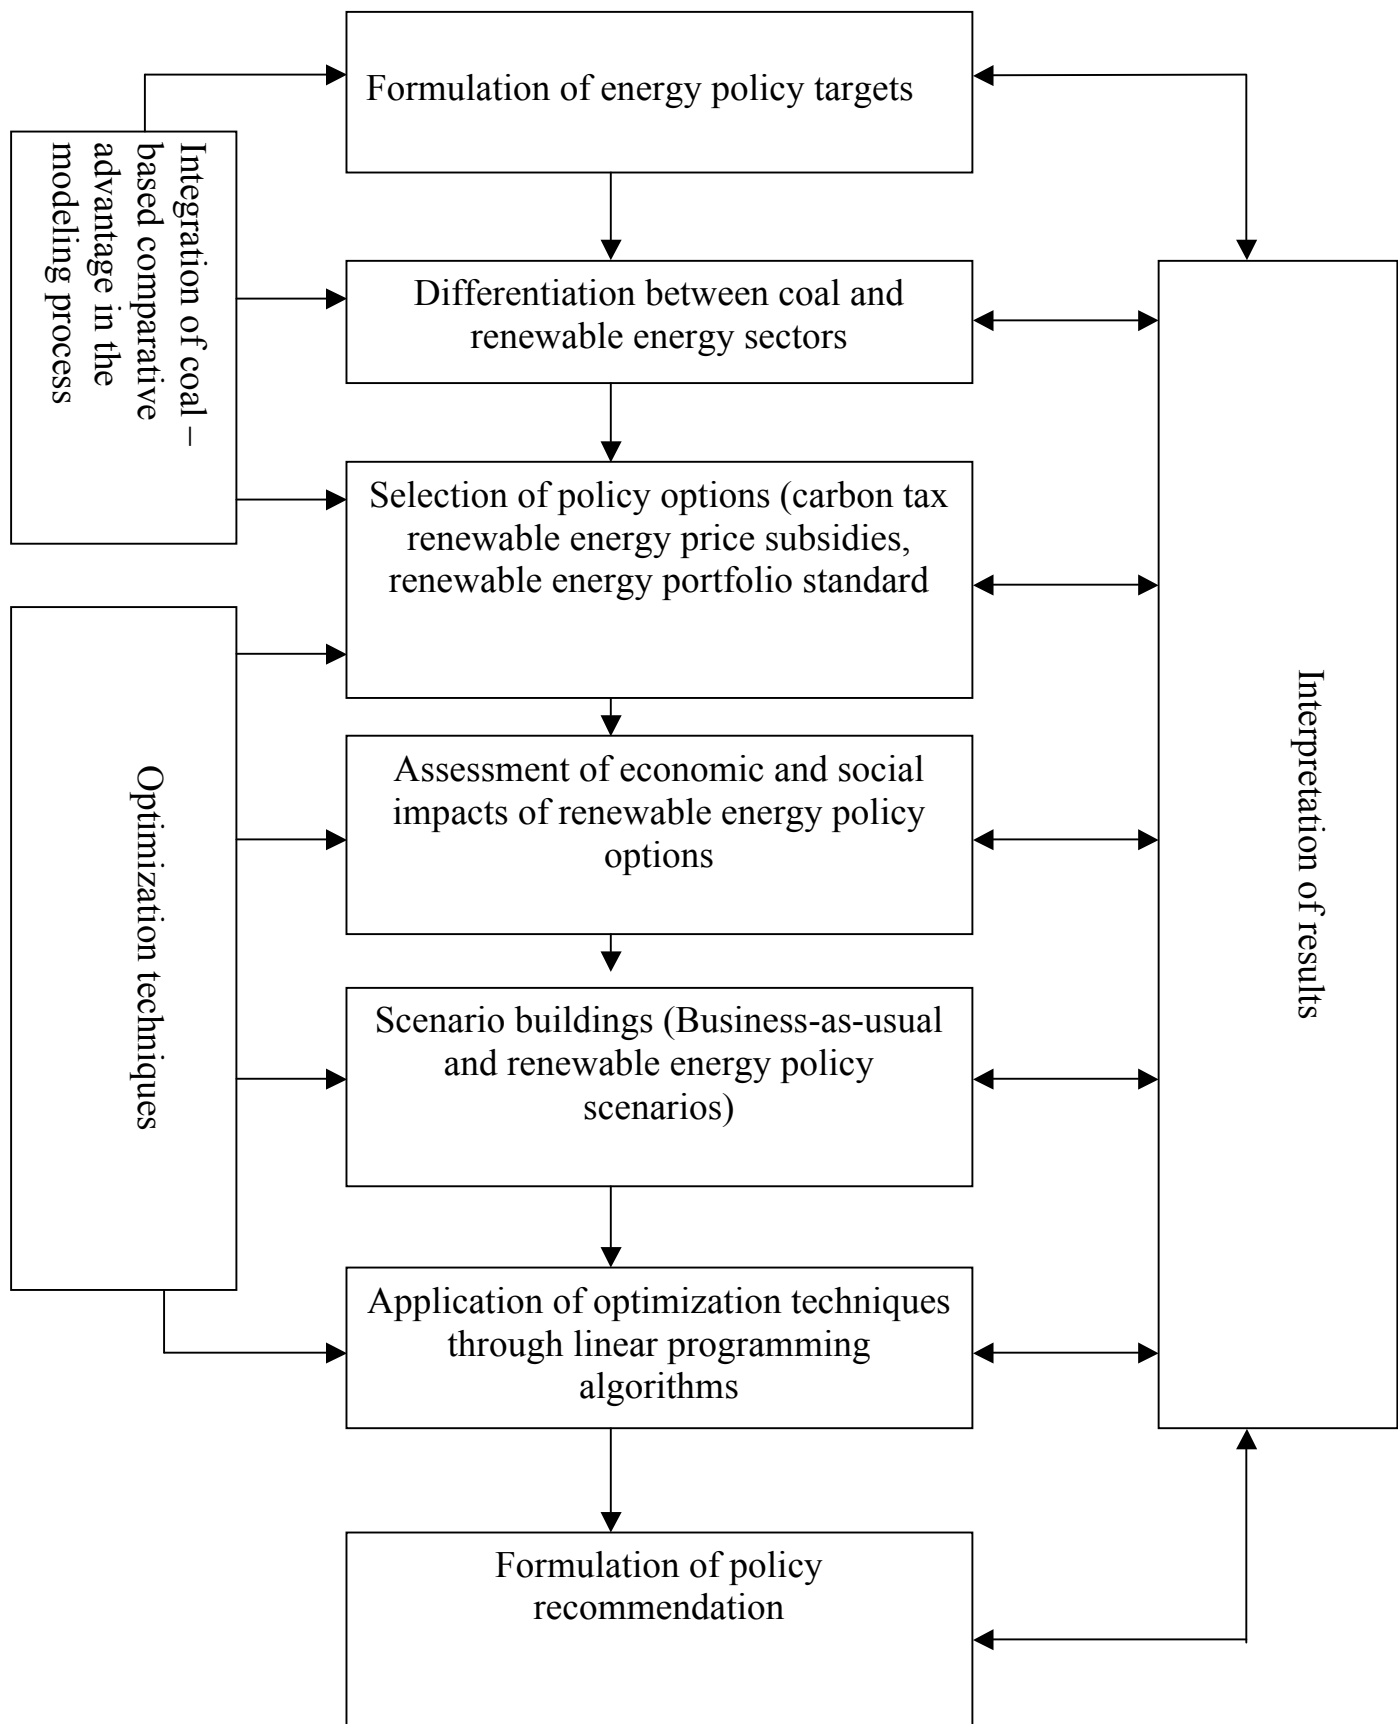 Formulation of energy policy targets
Integration of coal –
based comparative
advantage in the
modeling process
Differentiation between coal and
renewable energy sectors
Selection of policy options (carbon tax
renewable energy price subsidies,
renewable energy portfolio standard
Optimization techniques
Assessment of economic and social
impacts of renewable energy policy
options
Scenario buildings (Business-as-usual
and renewable energy policy
scenarios)
Application of optimization techniques
through linear programming
algorithms
Formulation of policy
recommendation
Interpretation of results